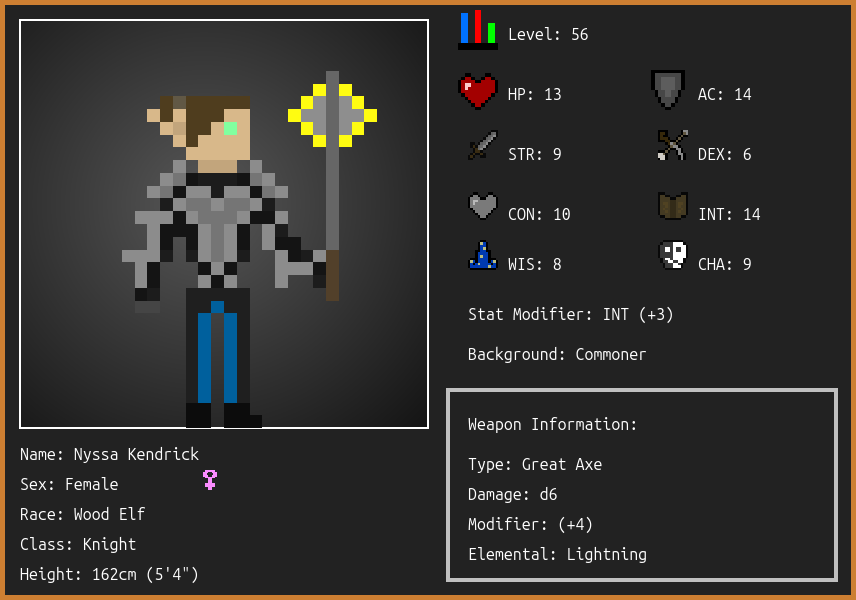 Level: 56
HP: 13
AC: 14
STR: 9
DEX: 6
CON: 10
INT: 14
WIS: 8
CHA: 9
Stat Modifier: INT (+3)
Background: Commoner
Weapon Information:
Type: Great Axe
Damage: d6
Modifier: (+4)
Elemental: Lightning
Name: Nyssa Kendrick
Sex: Female
Race: Wood Elf
Class: Knight
Height: 162cm (5'4")